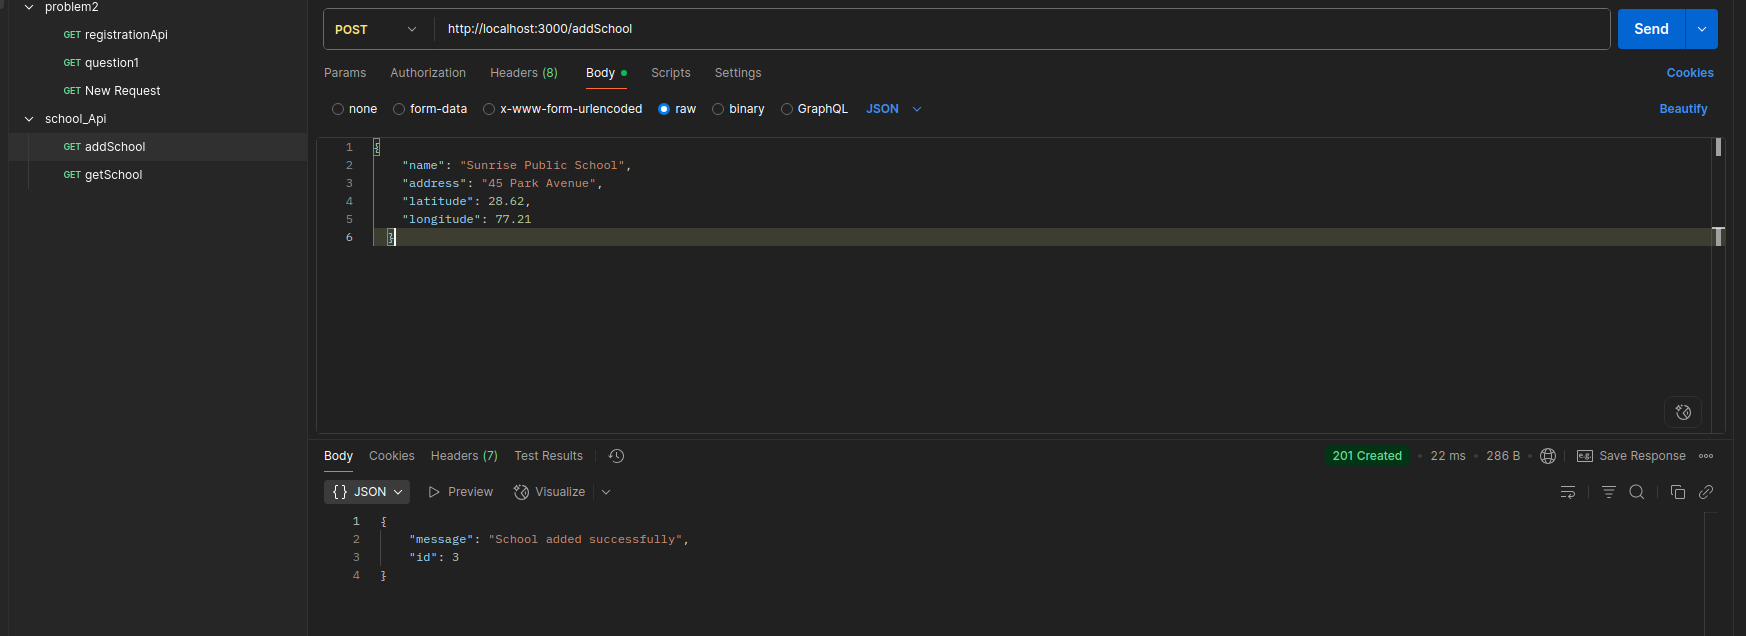 problem2
GET registrationApi
GET question1
GET New Request
school_Api
GET addSchool
GET getSchool
POST http://localhost:3000/addSchool Send
Params Authorization Headers (8) Body Scripts Settings Cookies
none form-data x-www-form-urlencoded raw binary GraphQL JSON Beautify
1 {
2 "name": "Sunrise Public School",
3 "address": "45 Park Avenue",
4 "latitude": 28.62,
5 "longitude": 77.21
6 }
Body Cookies Headers (7) Test Results 201 Created • 22 ms • 286 B • e.g. Save Response
{} JSON Preview Visualize
1 {
2 "message": "School added successfully",
3 "id": 3
4 }